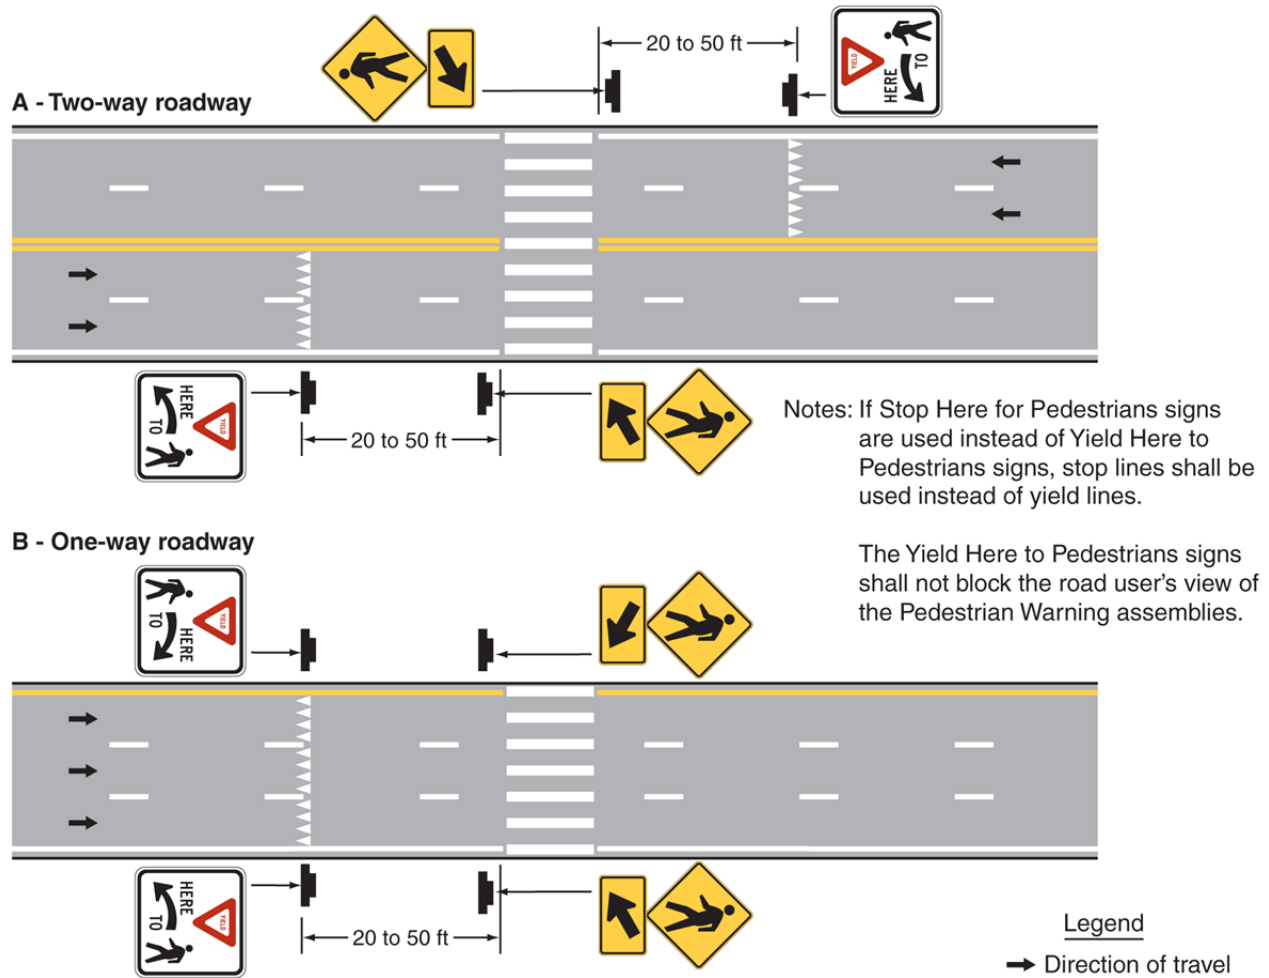 20 to 50 ft
YIELD
HERE
TO
A - Two-way roadway
HERE
TO
YIELD
20 to 50 ft
Notes: If Stop Here for Pedestrians signs
are used instead of Yield Here to
Pedestrians signs, stop lines shall be
used instead of yield lines.
The Yield Here to Pedestrians signs
shall not block the road user's view of
the Pedestrian Warning assemblies.
B - One-way roadway
YIELD
TO
HERE
HERE
TO
YIELD
20 to 50 ft
Legend
Direction of travel